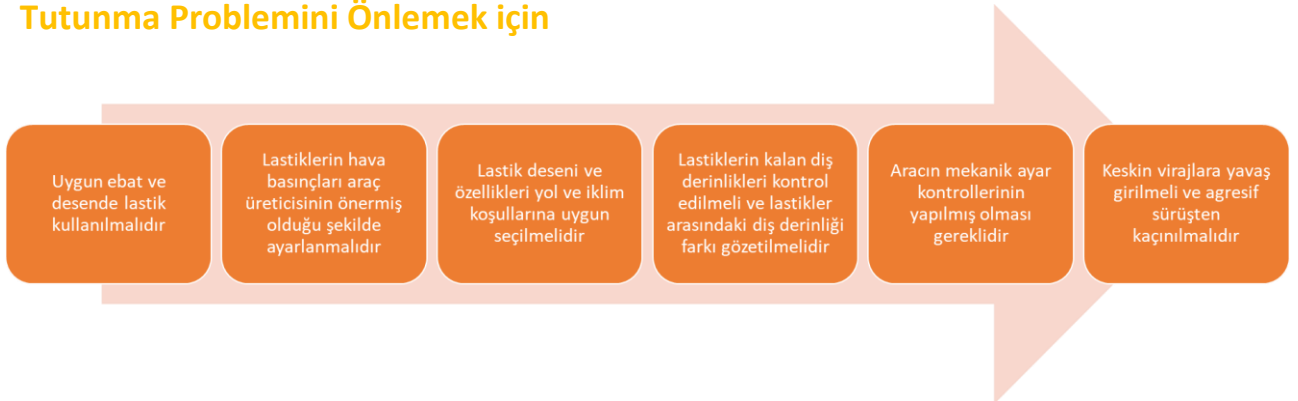 Tutunma Problemini Önlemek için
Uygun ebat ve
desende lastik
kullanılmalıdır
Lastiklerin hava
basınçları araç
üreticisinin önermiş
olduğu şekilde
ayarlanmalıdır
Lastik deseni ve
özellikleri yol ve iklim
koşullarına uygun
seçilmelidir
Lastiklerin kalan diş
derinlikleri kontrol
edilmeli ve lastikler
arasındaki diş derinliği
farkı gözetilmelidir
Aracın mekanik ayar
kontrollerinin
yapılmış olması
gereklidir
Keskin virajlara yavaş
girilmeli ve agresif
sürüşten
kaçınılmalıdır